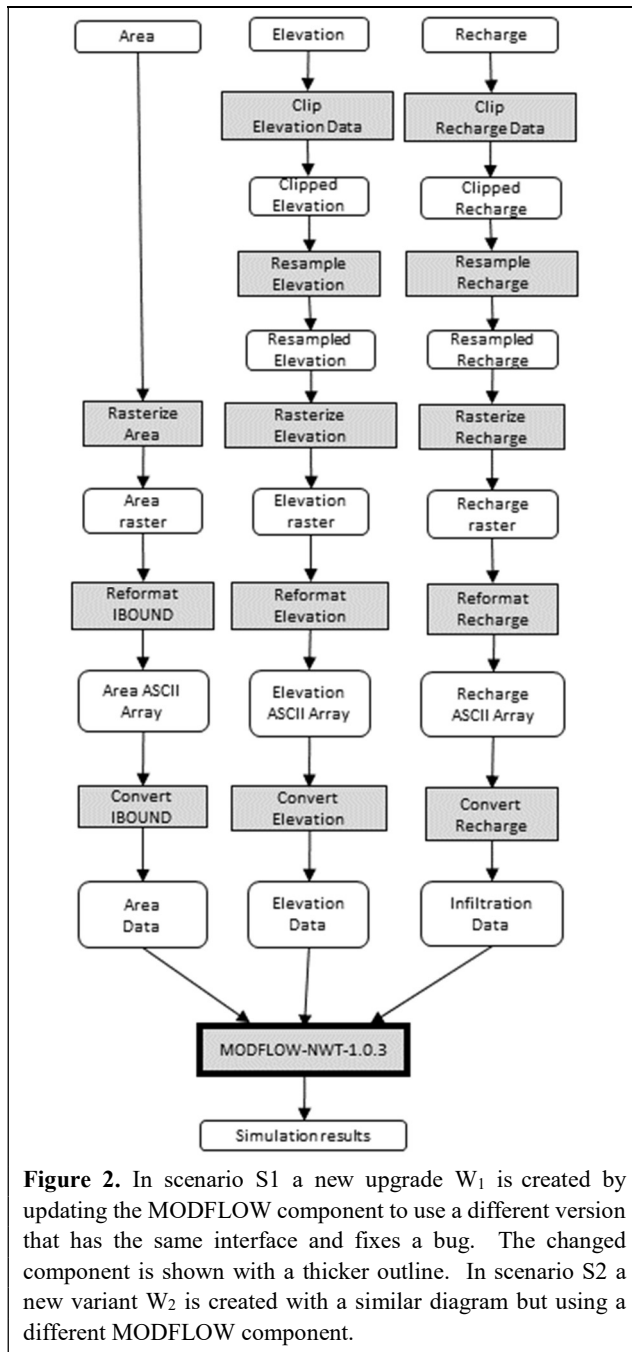 Area
Elevation
Recharge
Clip
Elevation Data
Clip
Recharge Data
Clipped
Elevation
Clipped
Recharge
Resample
Elevation
Resample
Recharge
Resampled
Elevation
Resampled
Recharge
Rasterize
Area
Rasterize
Elevation
Rasterize
Recharge
Area
raster
Elevation
raster
Recharge
raster
Reformat
IBOUND
Reformat
Elevation
Reformat
Recharge
Area ASCII
Array
Elevation
ASCII Array
Recharge
ASCII Array
Convert
IBOUND
Convert
Elevation
Convert
Recharge
Area
Data
Elevation
Data
Infiltration
Data
MODFLOW-NWT-1.0.3
Simulation results
Figure 2. In scenario S1 a new upgrade W₁ is created by
updating the MODFLOW component to use a different version
that has the same interface and fixes a bug. The changed
component is shown with a thicker outline. In scenario S2 a
new variant W₂ is created with a similar diagram but using a
different MODFLOW component.